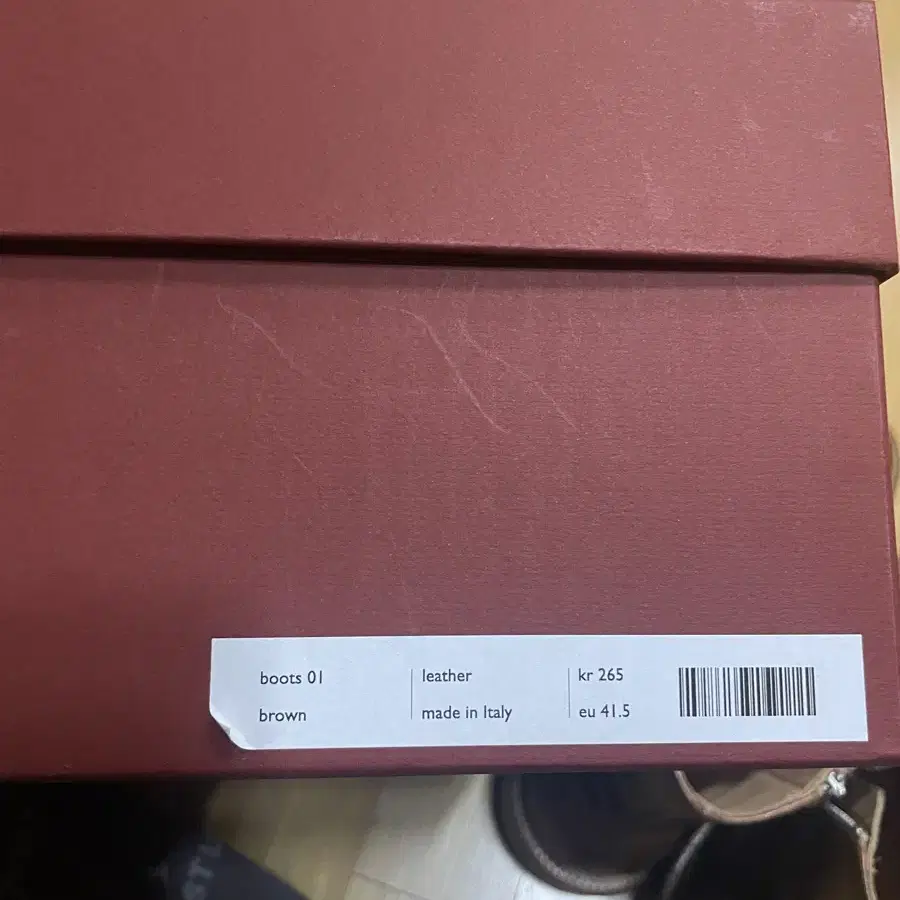 boots 01
brown
leather
made in Italy
kr 265
eu 41.5